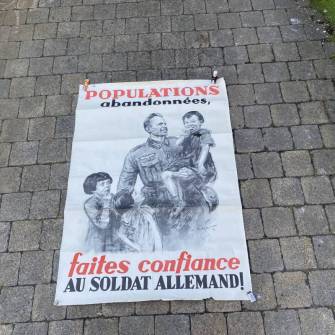 POPULATIONS
abandonnées,
faites confiance
AU SOLDAT ALLEMAND!